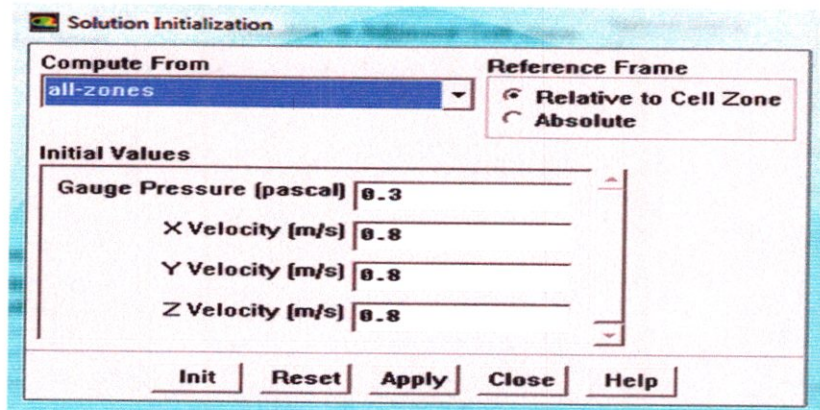 Solution Initialization
Compute From
all-zones
Reference Frame
Relative to Cell Zone
Absolute
Initial Values
Gauge Pressure (pascal) 0.3
X Velocity (m/s) 0.8
Y Velocity (m/s) 0.8
Z Velocity (m/s) 0.8
Init Reset Apply Close Help